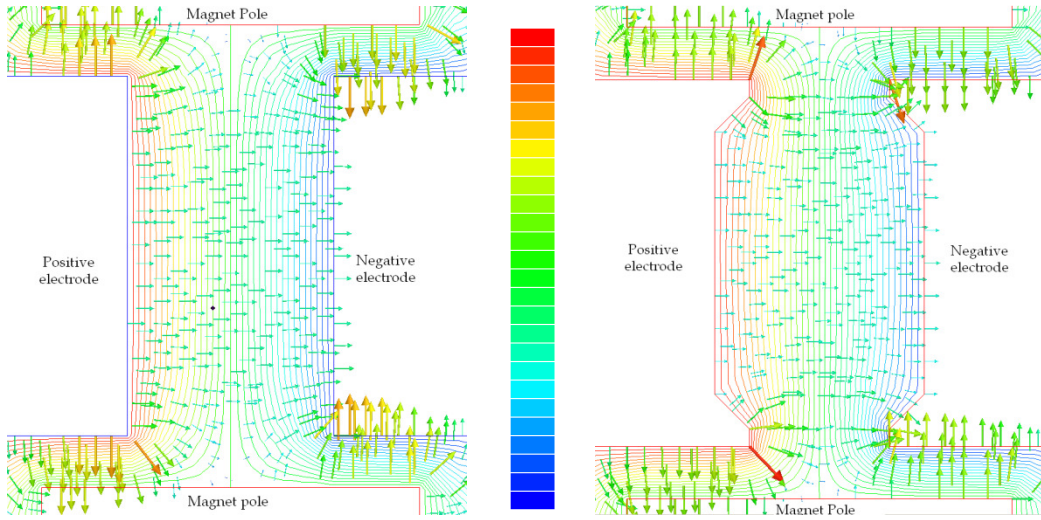 Magnet Pole
Positive
electrode
Negative
electrode
Magnet pole
Magnet pole
Positive
electrode
Negative
electrode
Magnet Pole